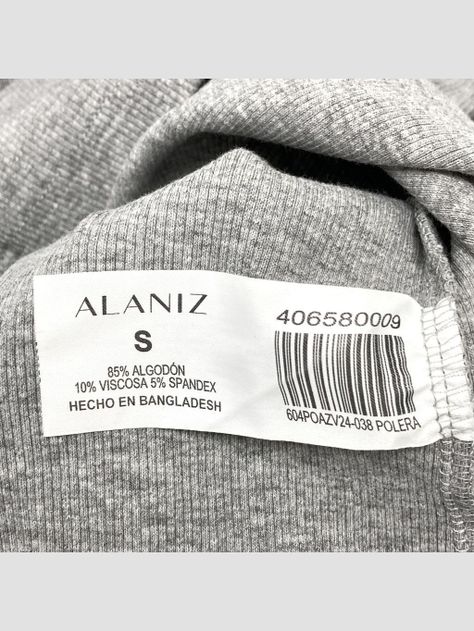 ALANIZ
S
85% ALGODÓN
10% VISCOSA 5% SPANDEX
HECHO EN BANGLADESH
406580009
604POAZV24-038 POLERA